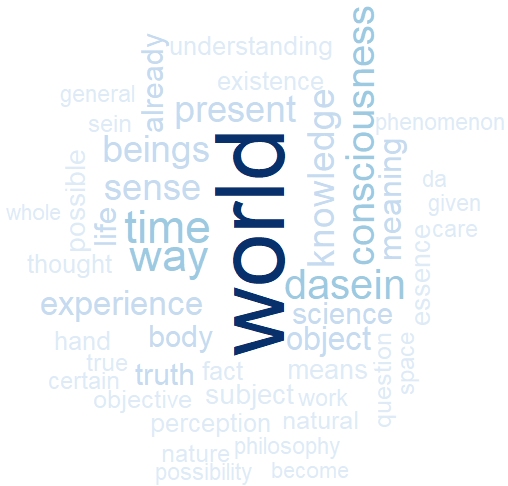 understanding
already
existence
general
present
consciousness
knowledge
sein
phenomenon
beings
world
meaning
possible
sense
da
given
whole
life
time
care
way
essence
thought
dasein
experience
science
hand
body
object
space
true
truth
fact
means
question
certain
objective
subject
work
perception
natural
nature
philosophy
possibility
become